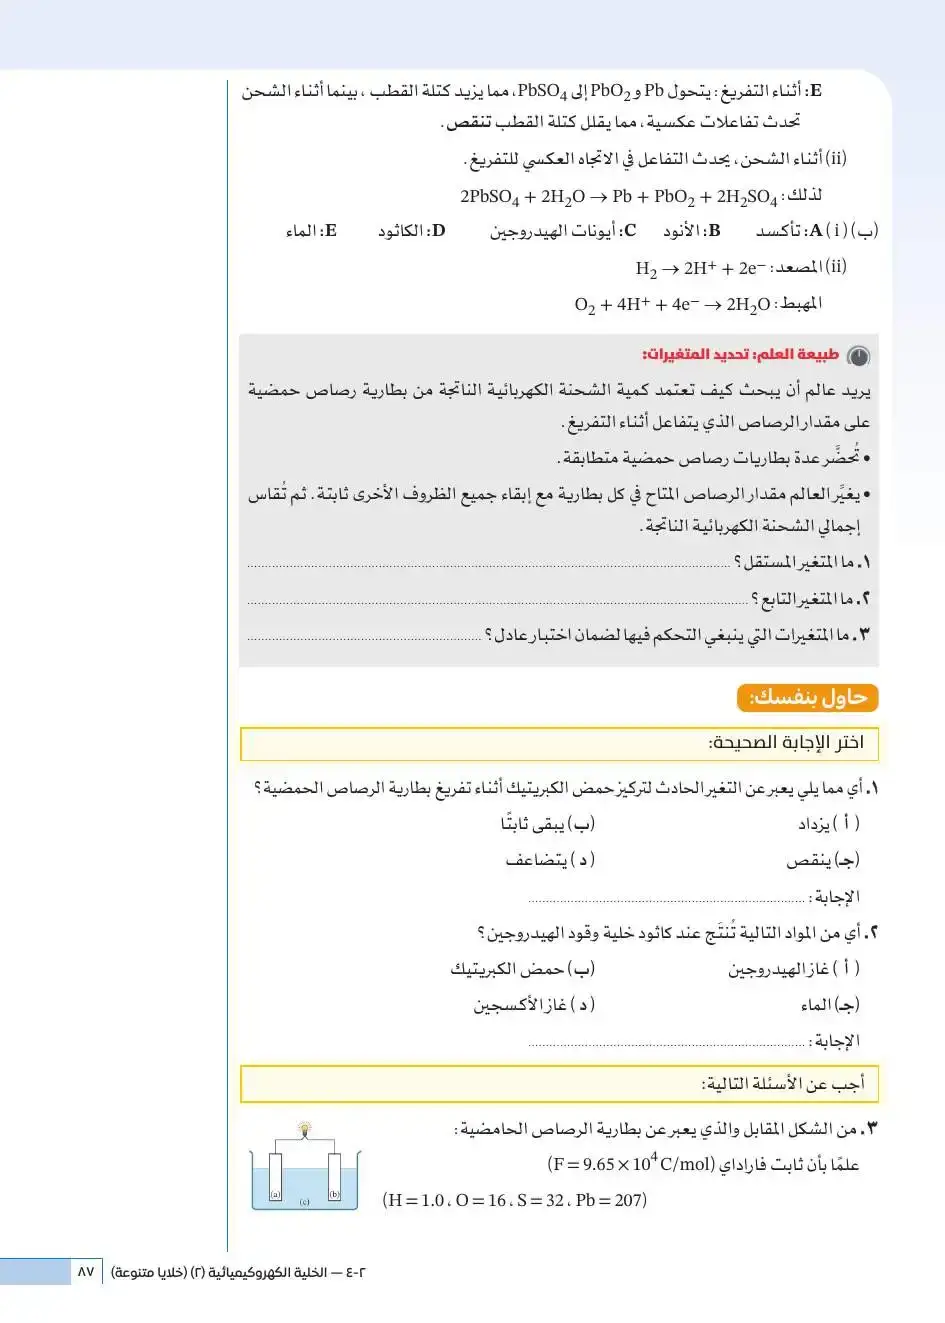 E: أثناء التفريغ: يتحول Pb و PbO2 إلى PbSO4، مما يزيد كتلة القطب، بينما أثناء الشحن
تحدث تفاعلات عكسية، مما يقلل كتلة القطب تنقص.
(ii) أثناء الشحن، يحدث التفاعل في الاتجاه العكسي للتفريغ.
لذلك: 2PbSO4 + 2H2O → Pb + PbO2 + 2H2SO4
(ب) (i) A: تأكسد B: الأنود C: أيونات الهيدروجين D: الكاثود E: الماء
(ii) المصعد: H2 → 2H+ + 2e−
المهبط: O2 + 4H+ + 4e− → 2H2O
طبيعة العلم: تحديد المتغيرات:
يريد عالم أن يبحث كيف تعتمد كمية الشحنة الكهربائية الناتجة من بطارية رصاص حمضية
على مقدار الرصاص الذي يتفاعل أثناء التفريغ.
• تُحضَّر عدة بطاريات رصاص حمضية متطابقة.
• يغيِّر العالم مقدار الرصاص المتاح في كل بطارية مع إبقاء جميع الظروف الأخرى ثابتة. ثم تُقاس
إجمالي الشحنة الكهربائية الناتجة.
١. ما المتغير المستقل؟
٢. ما المتغير التابع؟
٣. ما المتغيرات التي ينبغي التحكم فيها لضمان اختبار عادل؟
حاول بنفسك:
اختر الإجابة الصحيحة:
١. أي مما يلي يعبر عن التغير الحادث لتركيز حمض الكبريتيك أثناء تفريغ بطارية الرصاص الحمضية؟
(أ) يزداد (ب) يبقى ثابتًا
(جـ) ينقص (د) يتضاعف
الإجابة:
٢. أي من المواد التالية تُنتَج عند كاثود خلية وقود الهيدروجين؟
(أ) غاز الهيدروجين (ب) حمض الكبريتيك
(جـ) الماء (د) غاز الأكسجين
الإجابة:
أجب عن الأسئلة التالية:
٣. من الشكل المقابل والذي يعبر عن بطارية الرصاص الحامضية:
علمًا بأن ثابت فاراداي (F = 9.65 × 10⁴ C/mol)
(H = 1.0 ، O = 16 ، S = 32 ، Pb = 207)
(a) (b)
(c)
٢-٤ — الخلية الكهروكيميائية (٢) (خلايا متنوعة) ٨٧